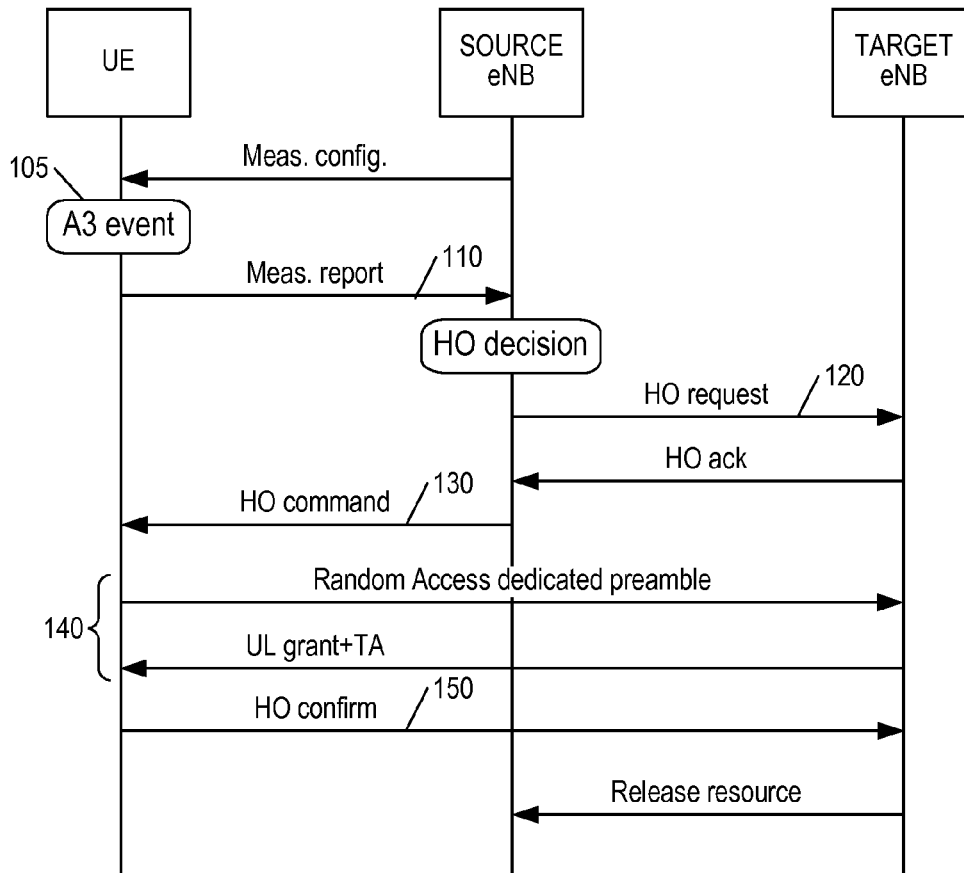 UE
SOURCE
eNB
TARGET
eNB
Meas. config.
105
A3 event
Meas. report
110
HO decision
HO request
120
HO ack
HO command
130
Random Access dedicated preamble
140
UL grant+TA
HO confirm
150
Release resource